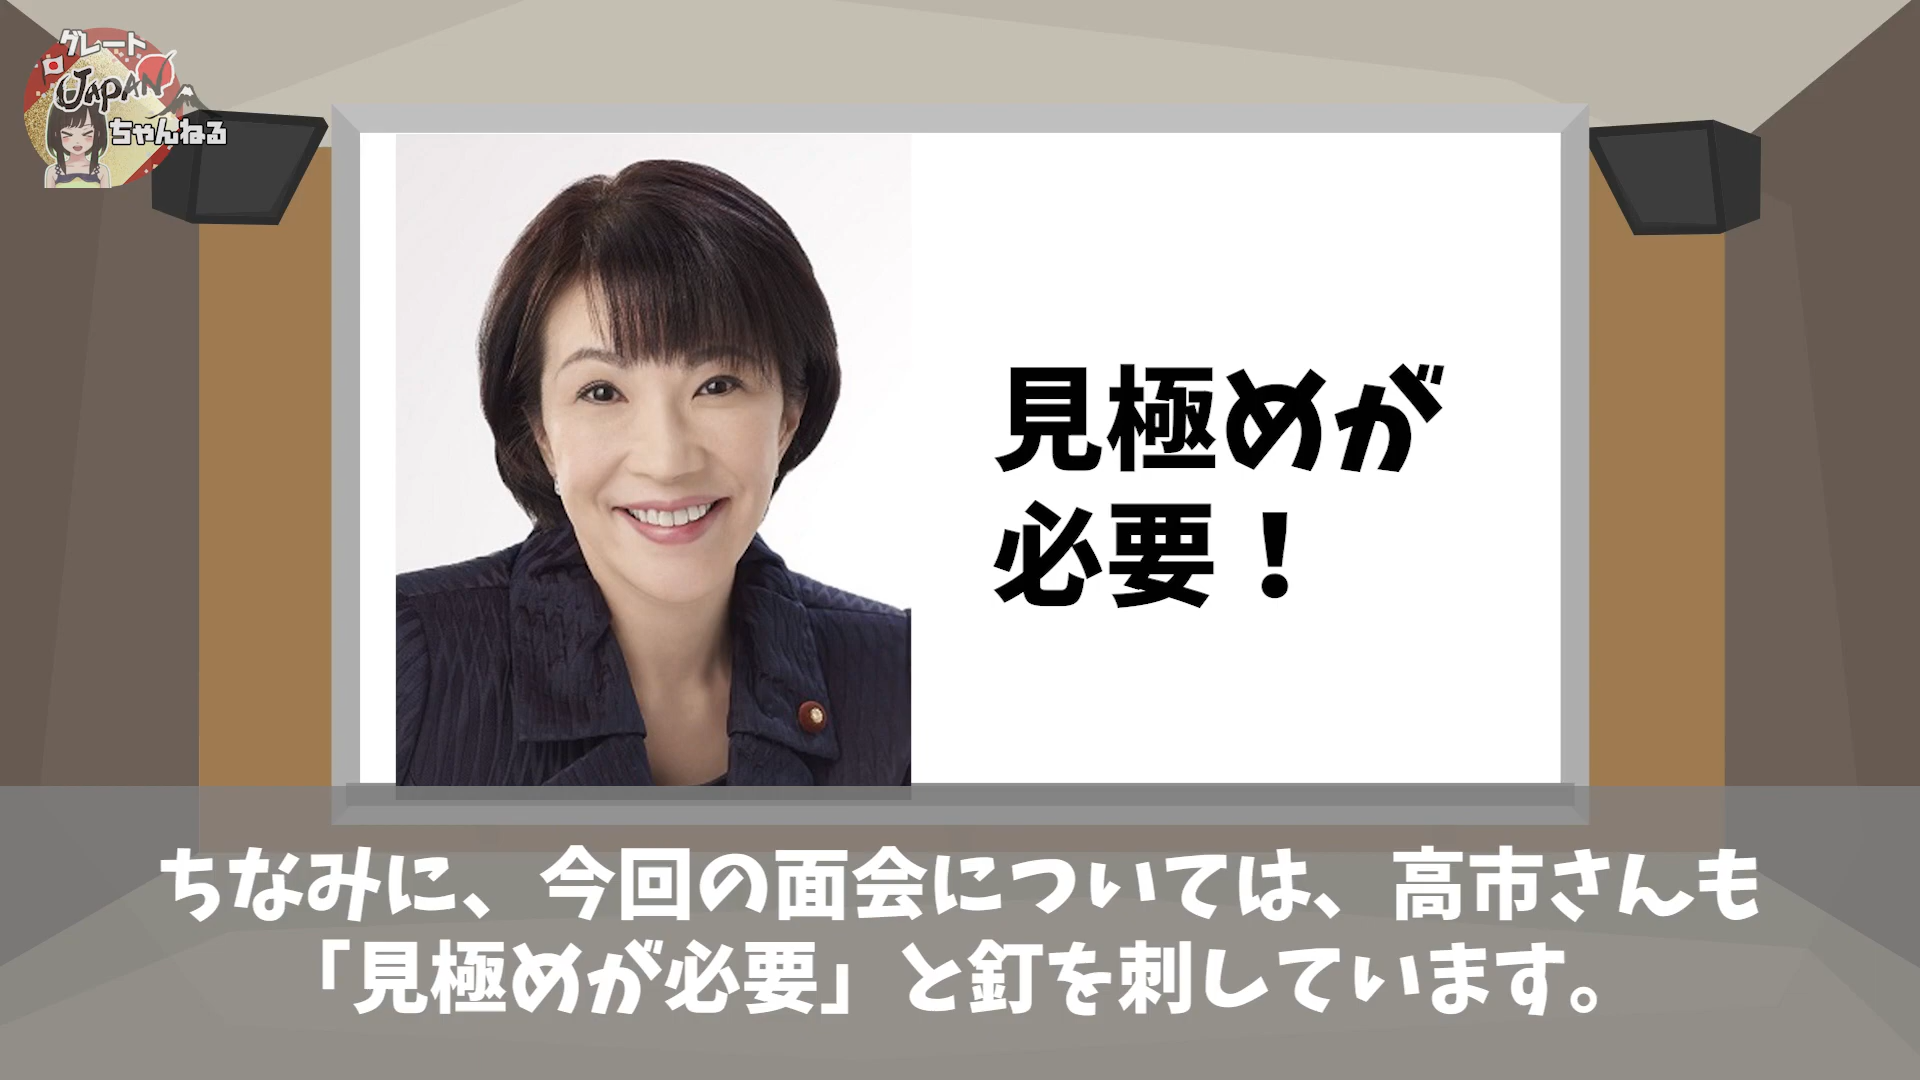 グレート
JAPAN
ちゃんねる
見極めが
必要！
ちなみに、今回の面会については、高市さんも
「見極めが必要」と釘を刺しています。